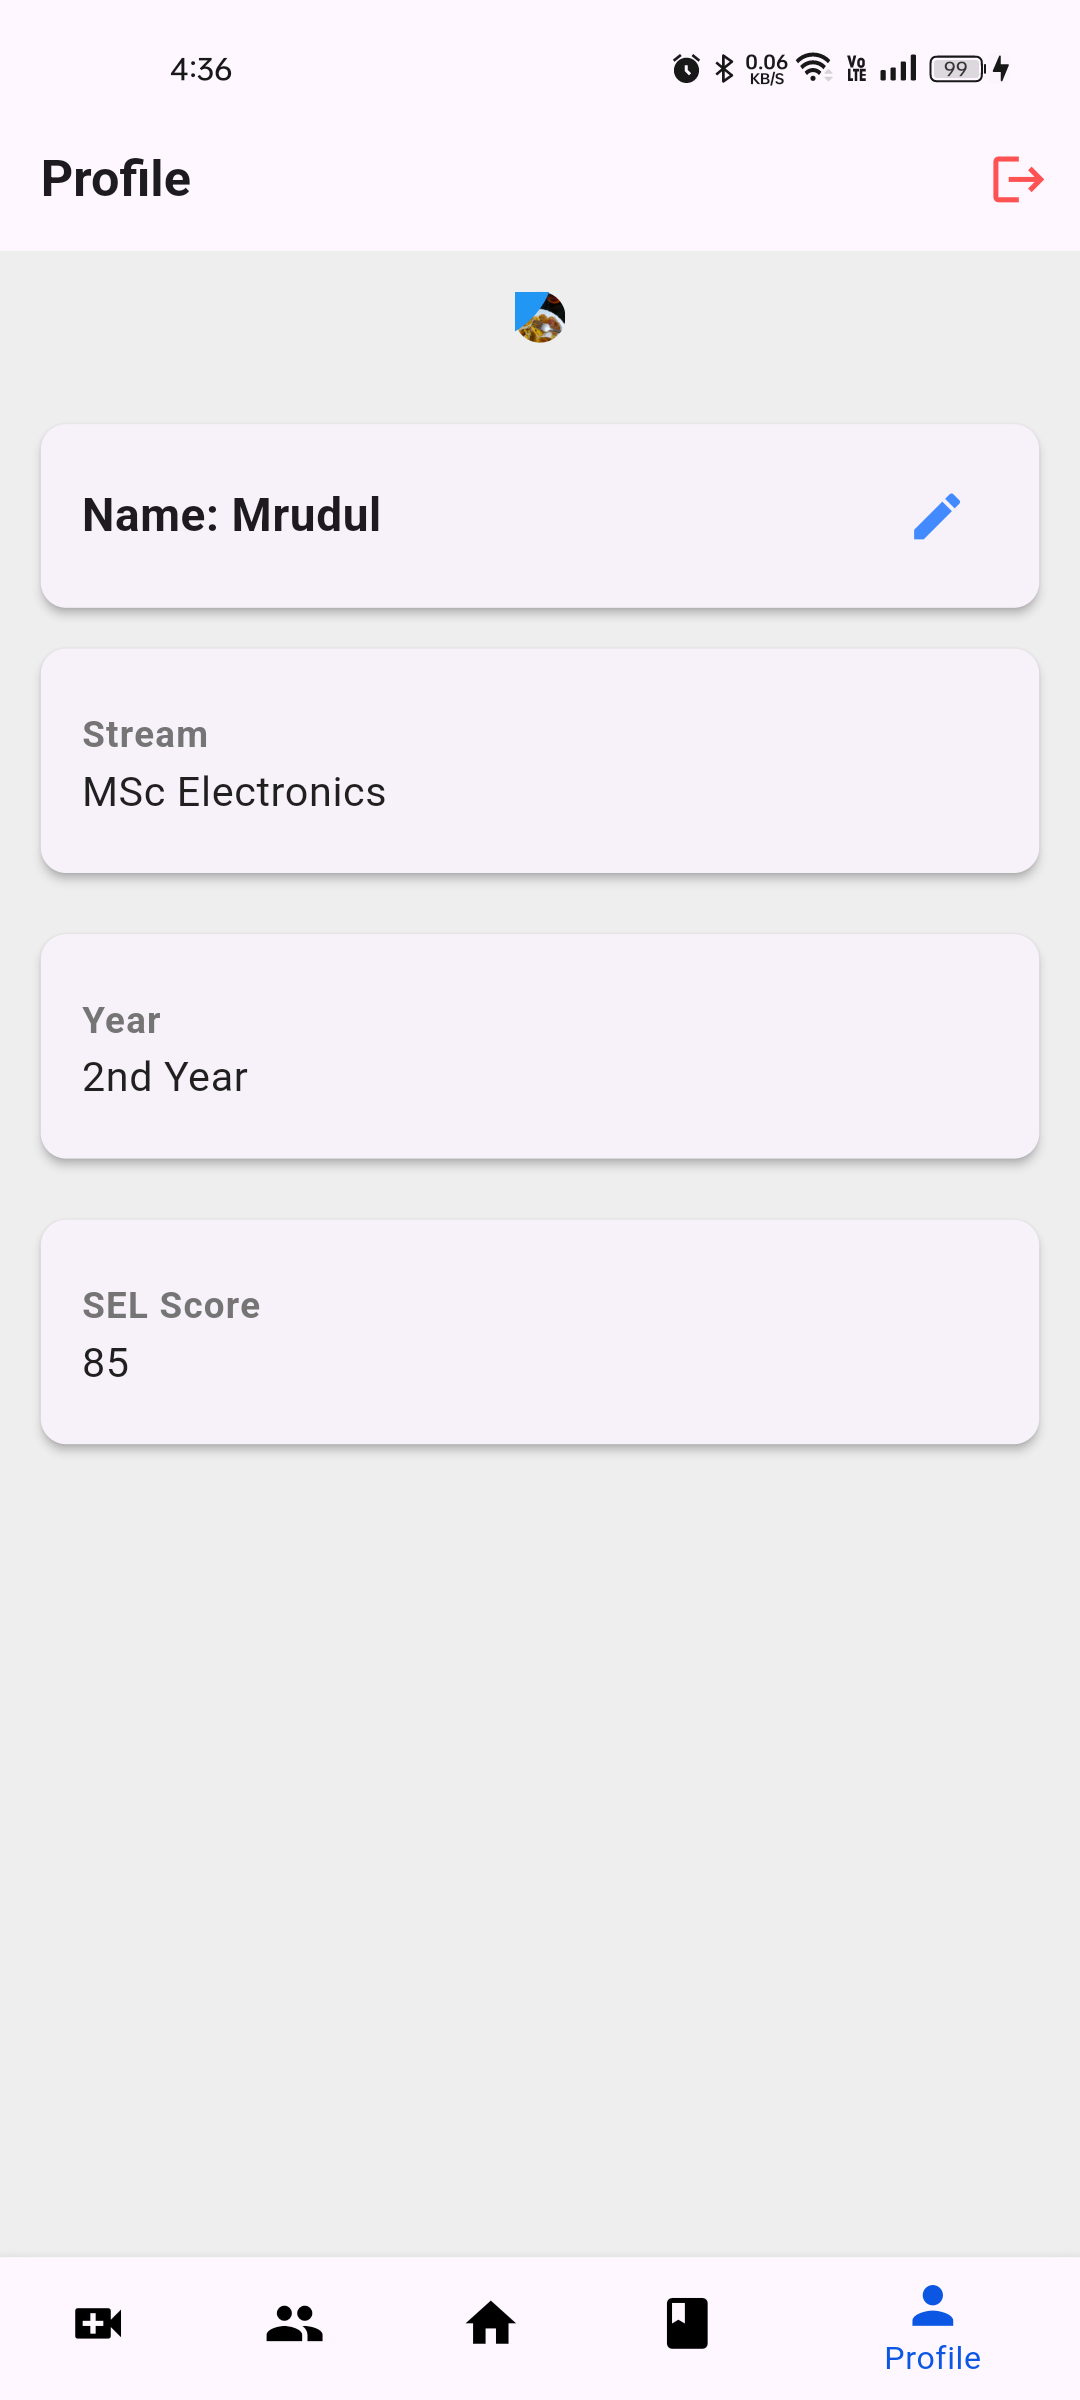 4:36
0.06
KB/S
Vo
LTE
99
Profile
Name: Mrudul
Stream
MSc Electronics
Year
2nd Year
SEL Score
85
Profile